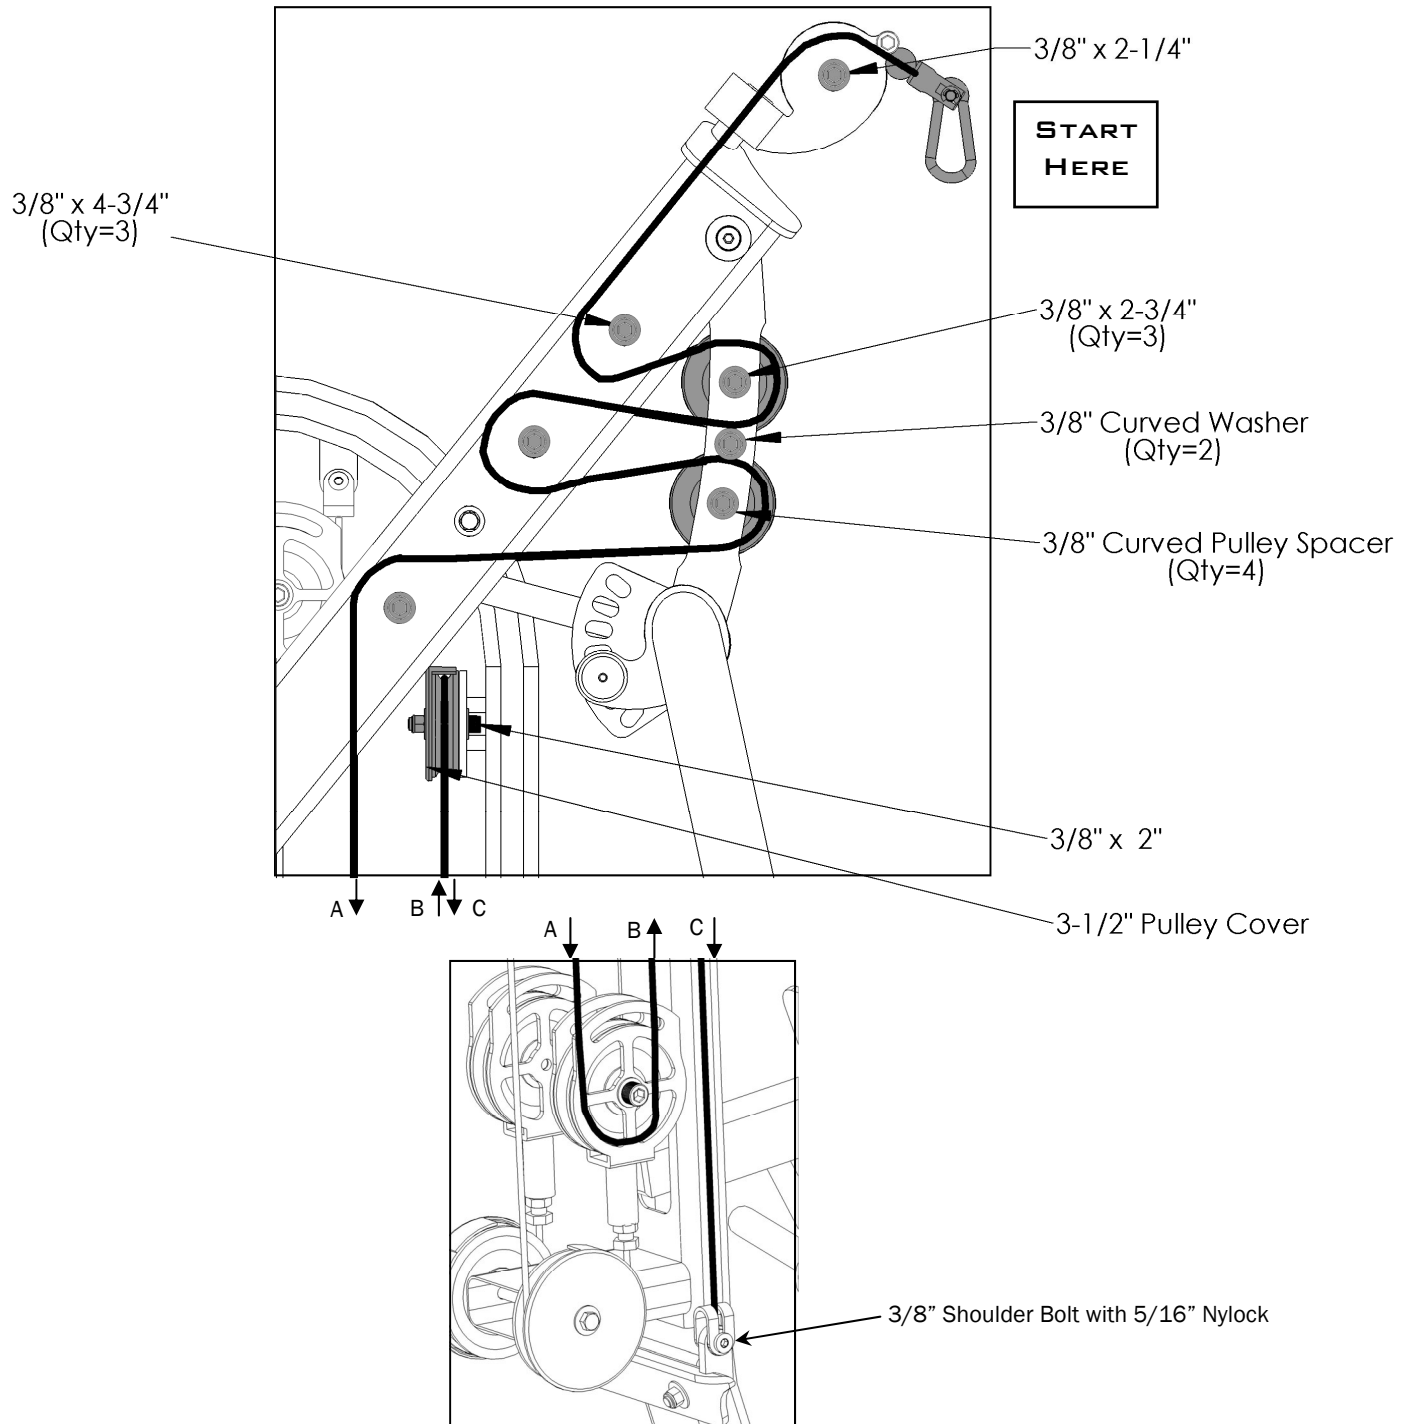 3/8" x 2-1/4"
START
HERE
3/8" x 4-3/4"
(Qty=3)
3/8" x 2-3/4"
(Qty=3)
3/8" Curved Washer
(Qty=2)
3/8" Curved Pulley Spacer
(Qty=4)
3/8" x 2"
3-1/2" Pulley Cover
A
B
C
A
B
C
3/8” Shoulder Bolt with 5/16” Nylock